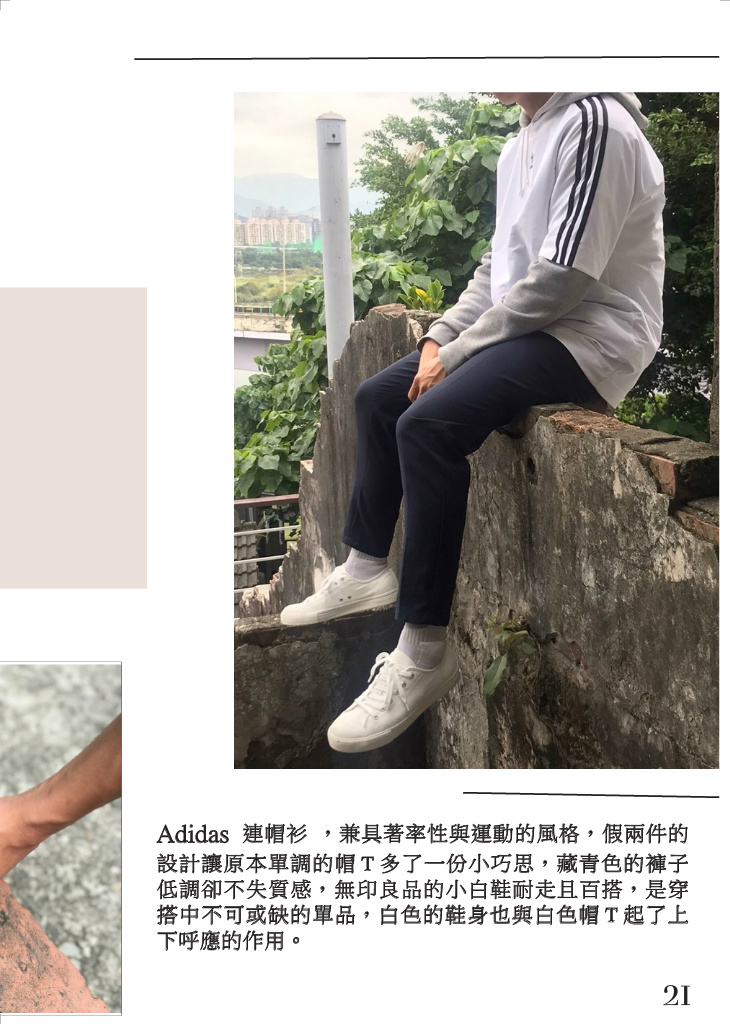 Adidas 連帽衫 ，兼具著率性與運動的風格，假兩件的
設計讓原本單調的帽 T 多了一份小巧思，藏青色的褲子
低調卻不失質感，無印良品的小白鞋耐走且百搭，是穿
搭中不可或缺的單品，白色的鞋身也與白色帽 T 起了上
下呼應的作用。
21